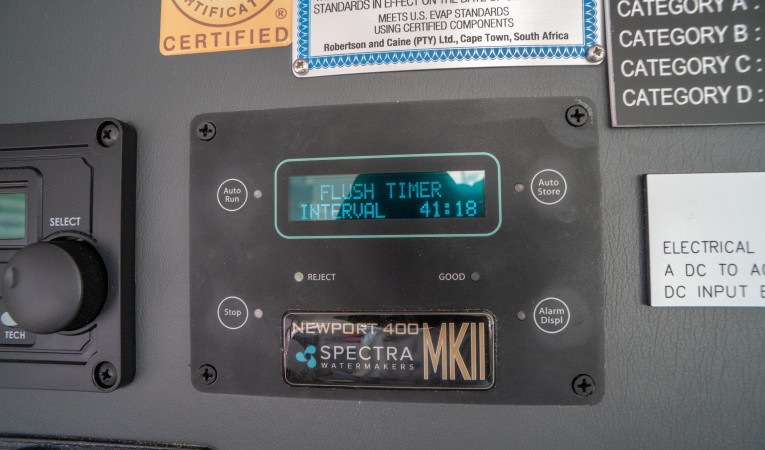 CERTIFICAT
®
CERTIFIED
STANDARDS IN EFFECT ON THE DATE OF
MEETS U.S. EVAP STANDARDS
USING CERTIFIED COMPONENTS
Robertson and Caine (PTY) Ltd., Cape Town, South Africa
CATEGORY A :
CATEGORY B :
CATEGORY C :
CATEGORY D :
SELECT
TECH
Auto
Run
FLUSH TIMER
INTERVAL 41:18
Auto
Store
REJECT
GOOD
Stop
Alarm
Displ
NEWPORT 400
MKII
SPECTRA
WATERMAKERS
ELECTRICAL
A DC TO
DC INPUT